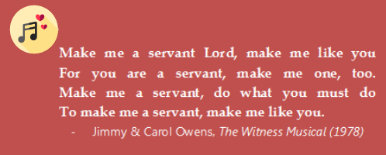 Make me a servant Lord, make me like you
For you are a servant, make me one, too.
Make me a servant, do what you must do
To make me a servant, make me like you.
- Jimmy & Carol Owens, The Witness Musical (1978)